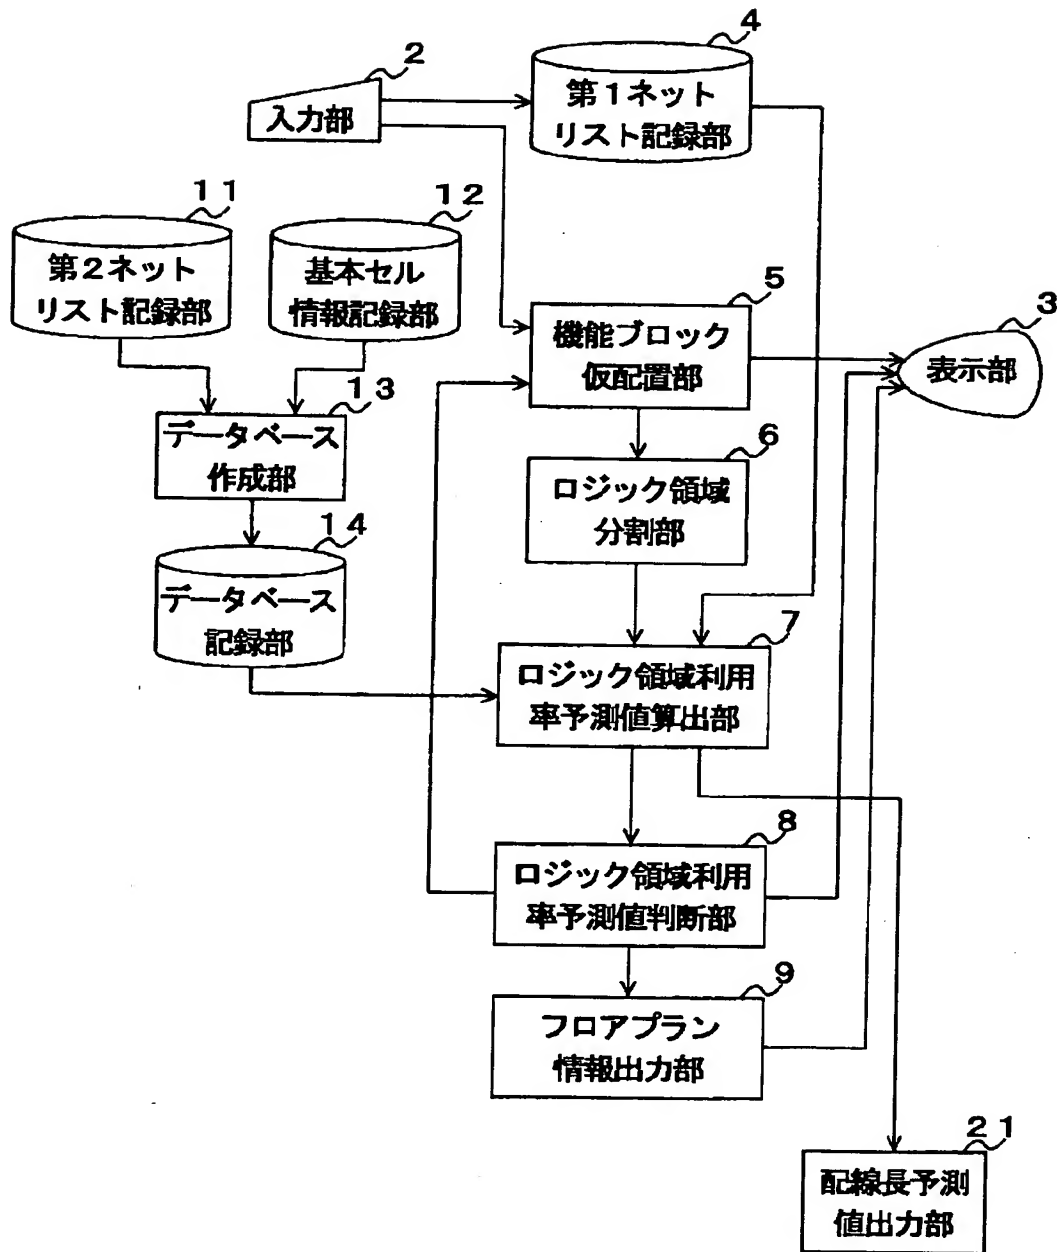 4
第1ネット
リスト記録部
2
入力部
11
第2ネット
リスト記録部
12
基本セル
情報記録部
5
機能ブロック
仮配置部
3
表示部
13
データベース
作成部
6
ロジック領域
分割部
14
データベース
記録部
7
ロジック領域利用
率予測値算出部
8
ロジック領域利用
率予測値判断部
9
フロアプラン
情報出力部
21
配線長予測
値出力部